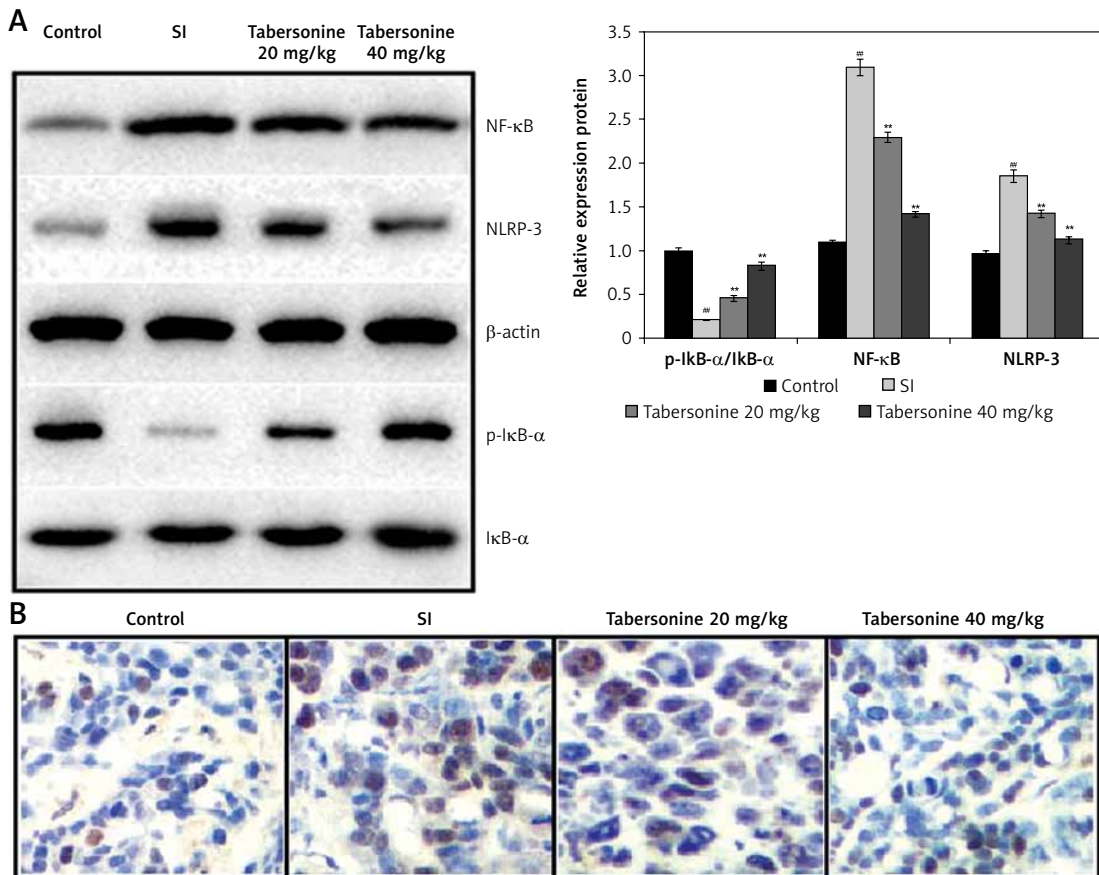 A
Control SI Tabersonine 20 mg/kg Tabersonine 40 mg/kg
NF-κB
NLRP-3
β-actin
p-IκB-α
IκB-α
Relative expression protein
3.5
3.0
2.5
2.0
1.5
1.0
0.5
0
## ** **
## ** **
## ** **
p-IkB-α/IkB-α NF-κB NLRP-3
Control SI
Tabersonine 20 mg/kg Tabersonine 40 mg/kg
B
Control SI Tabersonine 20 mg/kg Tabersonine 40 mg/kg